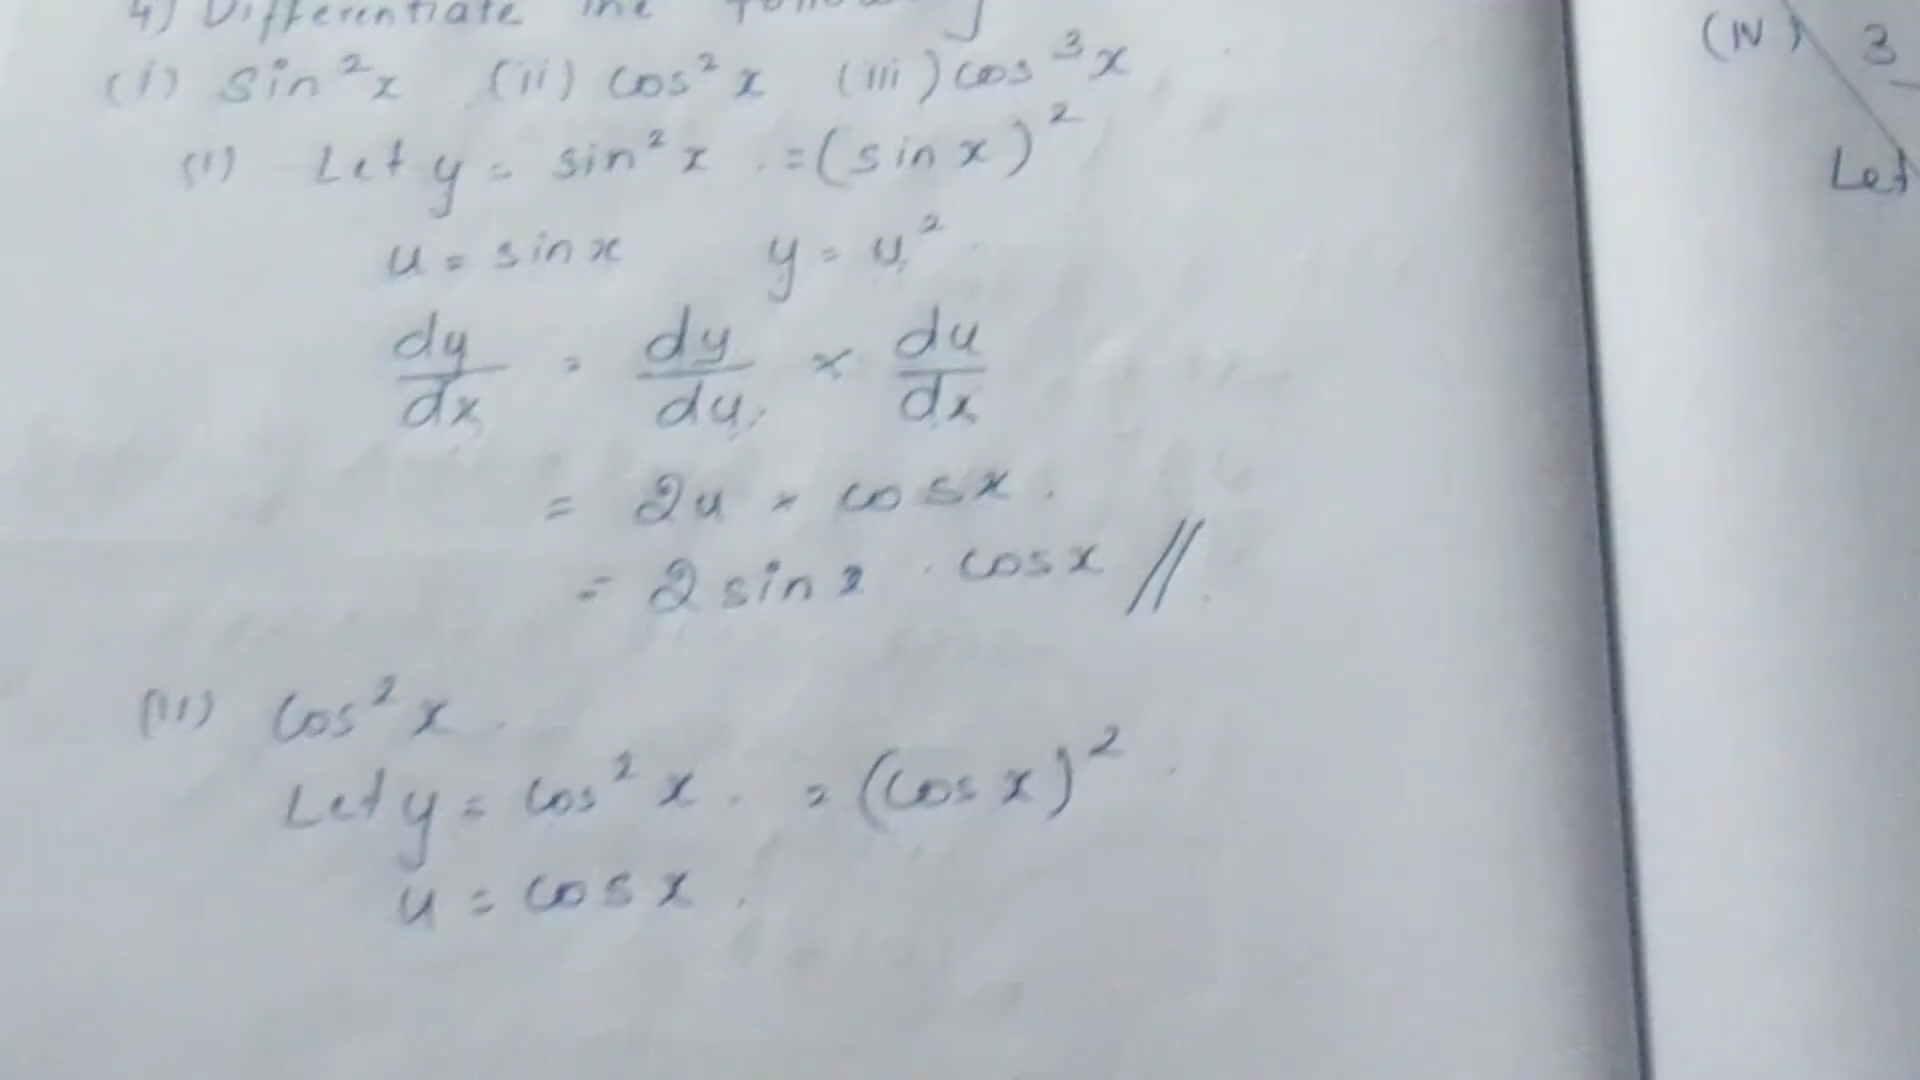 4) Differentiate the following
(i) sin²x (ii) cos²x (iii) cos³x
(i) Let y = sin²x = (sin x)²
u = sin x y = u²
dy/dx = dy/du × du/dx
= 2u × cos x.
= 2 sin x . cos x //
(ii) cos²x
Let y = cos²x = (cos x)²
u = cos x
(IV) 3
Let